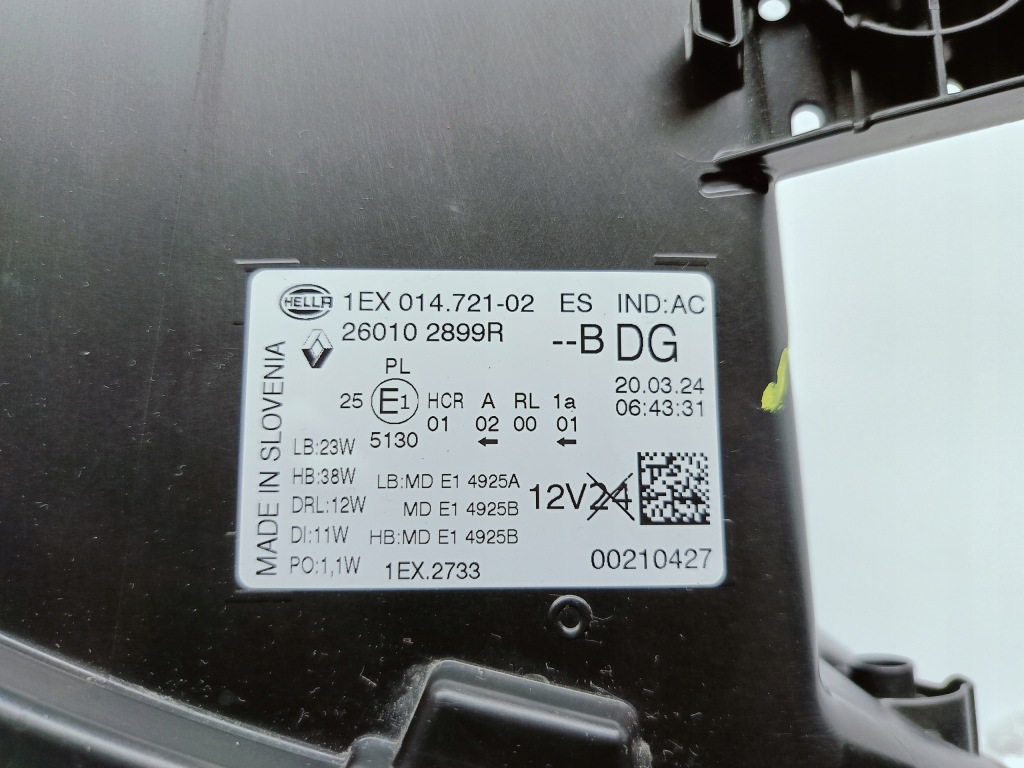 HELLA 1EX 014.721-02 ES IND:AC
26010 2899R --B DG
MADE IN SLOVENIA
PL
20.03.24
25 E1 HCR A RL 1a
06:43:31
01 02 00 01
5130 ← ←
LB:23W
HB:38W LB:MD E1 4925A
12V24
DRL:12W MD E1 4925B
DI:11W HB:MD E1 4925B
PO:1,1W 1EX.2733
00210427